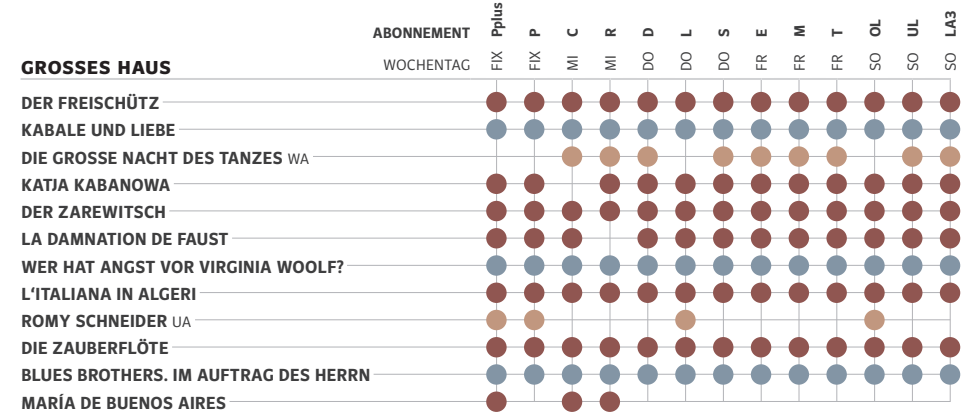 ABONNEMENT Pplus P C R D L S E M T OL UL LA3
GROSSES HAUS WOCHENTAG FIX FIX MI MI DO DO DO FR FR FR SO SO SO
DER FREISCHÜTZ
KABALE UND LIEBE
DIE GROSSE NACHT DES TANZES WA
KATJA KABANOWA
DER ZAREWITSCH
LA DAMNATION DE FAUST
WER HAT ANGST VOR VIRGINIA WOOLF?
L‘ITALIANA IN ALGERI
ROMY SCHNEIDER UA
DIE ZAUBERFLÖTE
BLUES BROTHERS. IM AUFTRAG DES HERRN
MARÍA DE BUENOS AIRES